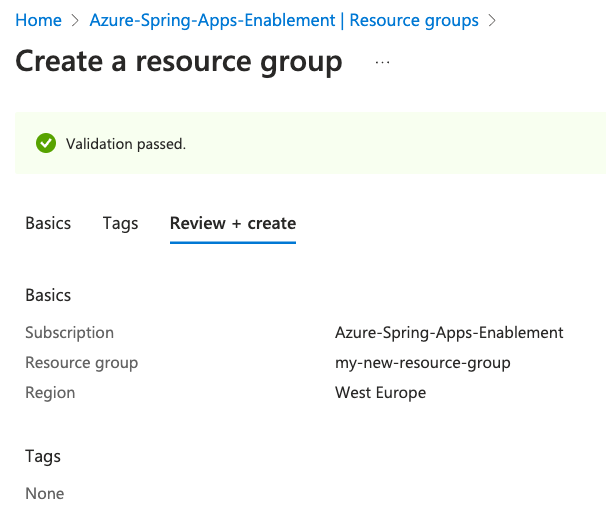 Home > Azure-Spring-Apps-Enablement | Resource groups >
Create a resource group ...
Validation passed.
Basics Tags Review + create
Basics
Subscription Azure-Spring-Apps-Enablement
Resource group my-new-resource-group
Region West Europe
Tags
None